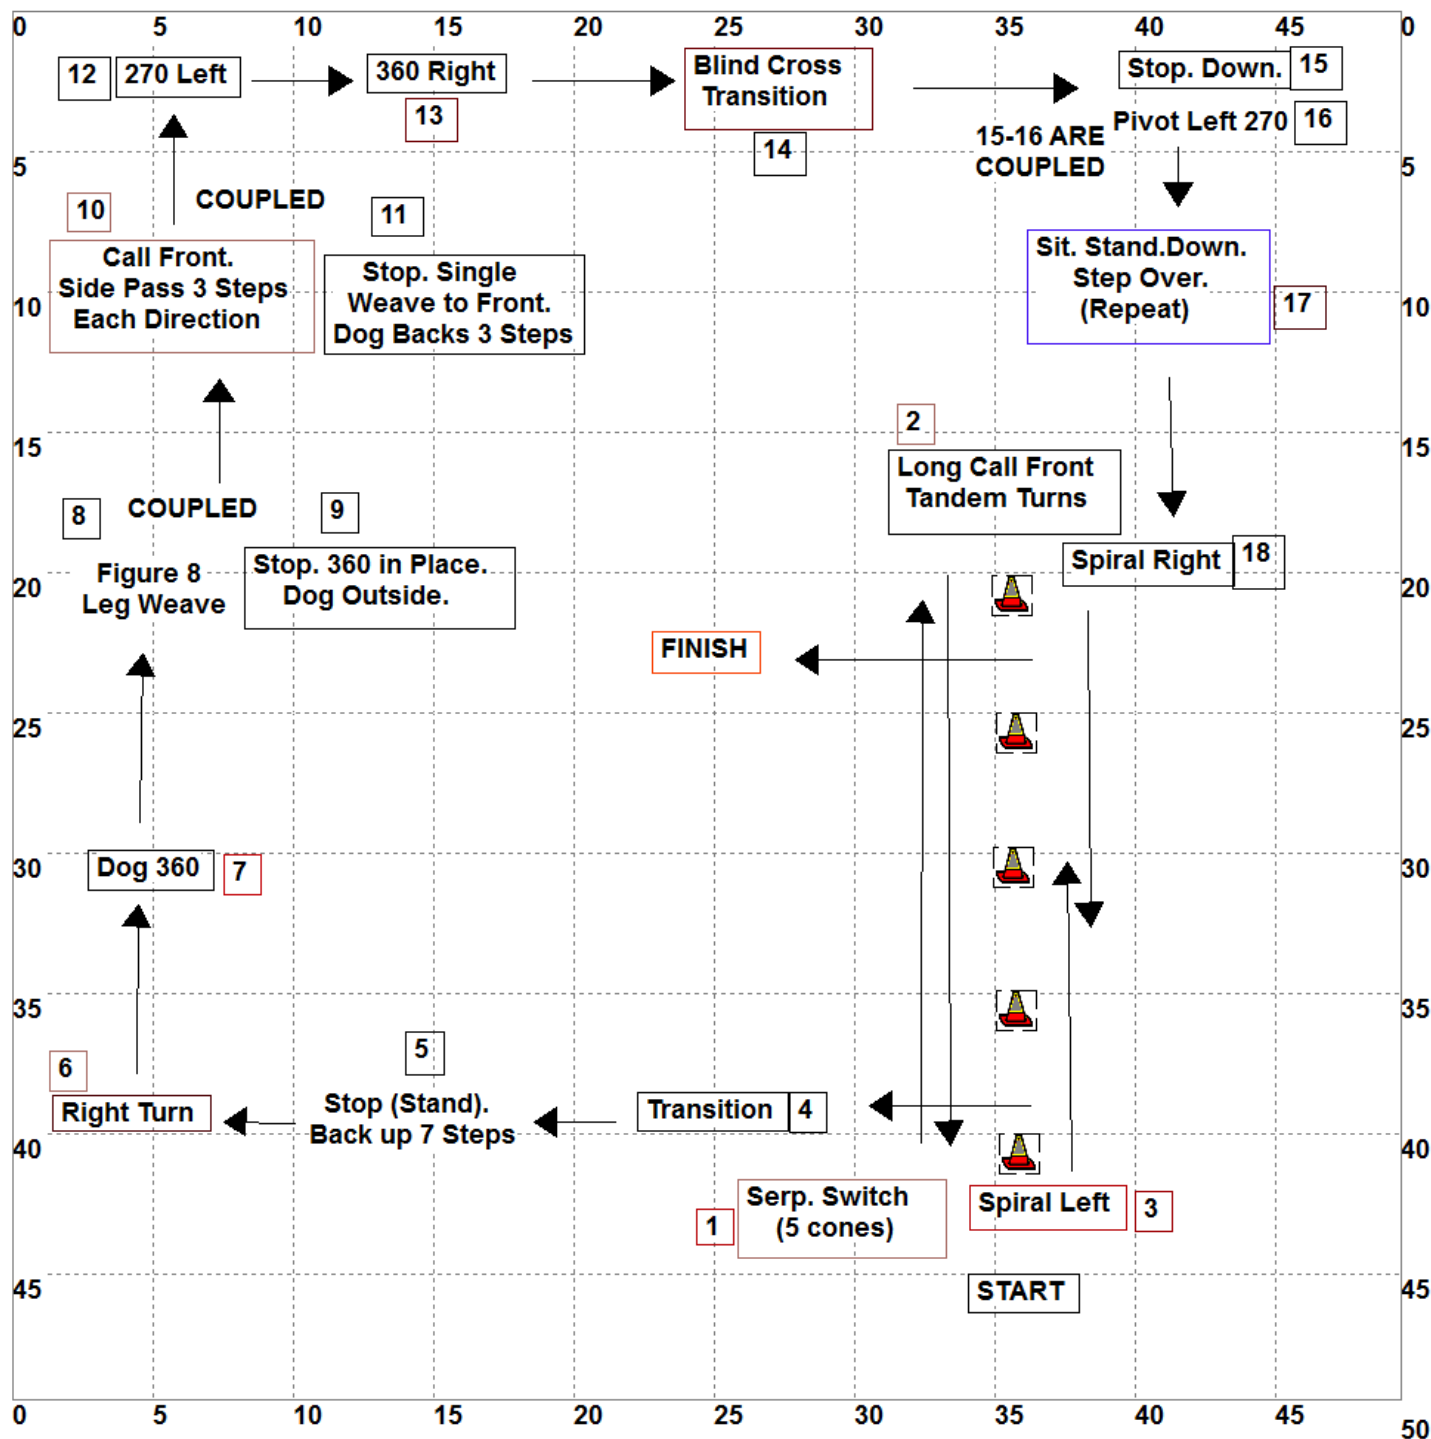 0 5 10 15 20 25 30 35 40 45 0
12 270 Left
360 Right
13
Blind Cross
Transition
14
Stop. Down. 15
Pivot Left 270 16
15-16 ARE
COUPLED
5 5
10
COUPLED
11
Call Front.
Side Pass 3 Steps
Each Direction
Stop. Single
Weave to Front.
Dog Backs 3 Steps
Sit. Stand.Down.
Step Over.
(Repeat)
17
10 10
2
15 15
Long Call Front
Tandem Turns
8
COUPLED
9
Figure 8
Leg Weave
Stop. 360 in Place.
Dog Outside.
Spiral Right 18
20 20
FINISH
25 25
Dog 360 7
30 30
35 35
6
Right Turn
5
Stop (Stand).
Back up 7 Steps
Transition 4
40 40
1
Serp. Switch
(5 cones)
Spiral Left 3
45 45
START
0 5 10 15 20 25 30 35 40 45 50